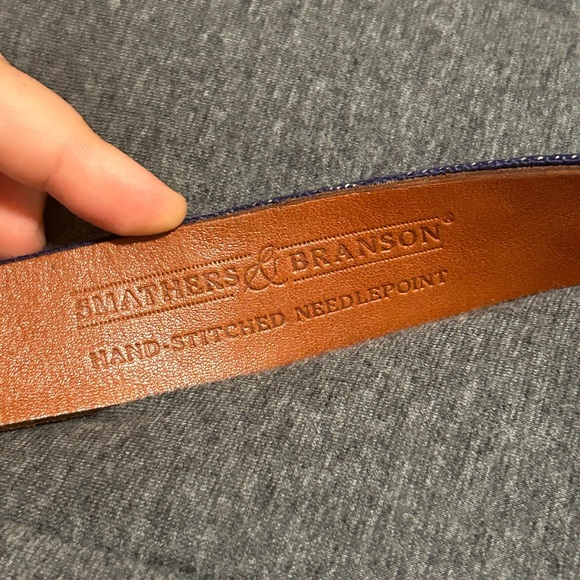 SMATHERS & BRANSON®
HAND-STITCHED NEEDLEPOINT